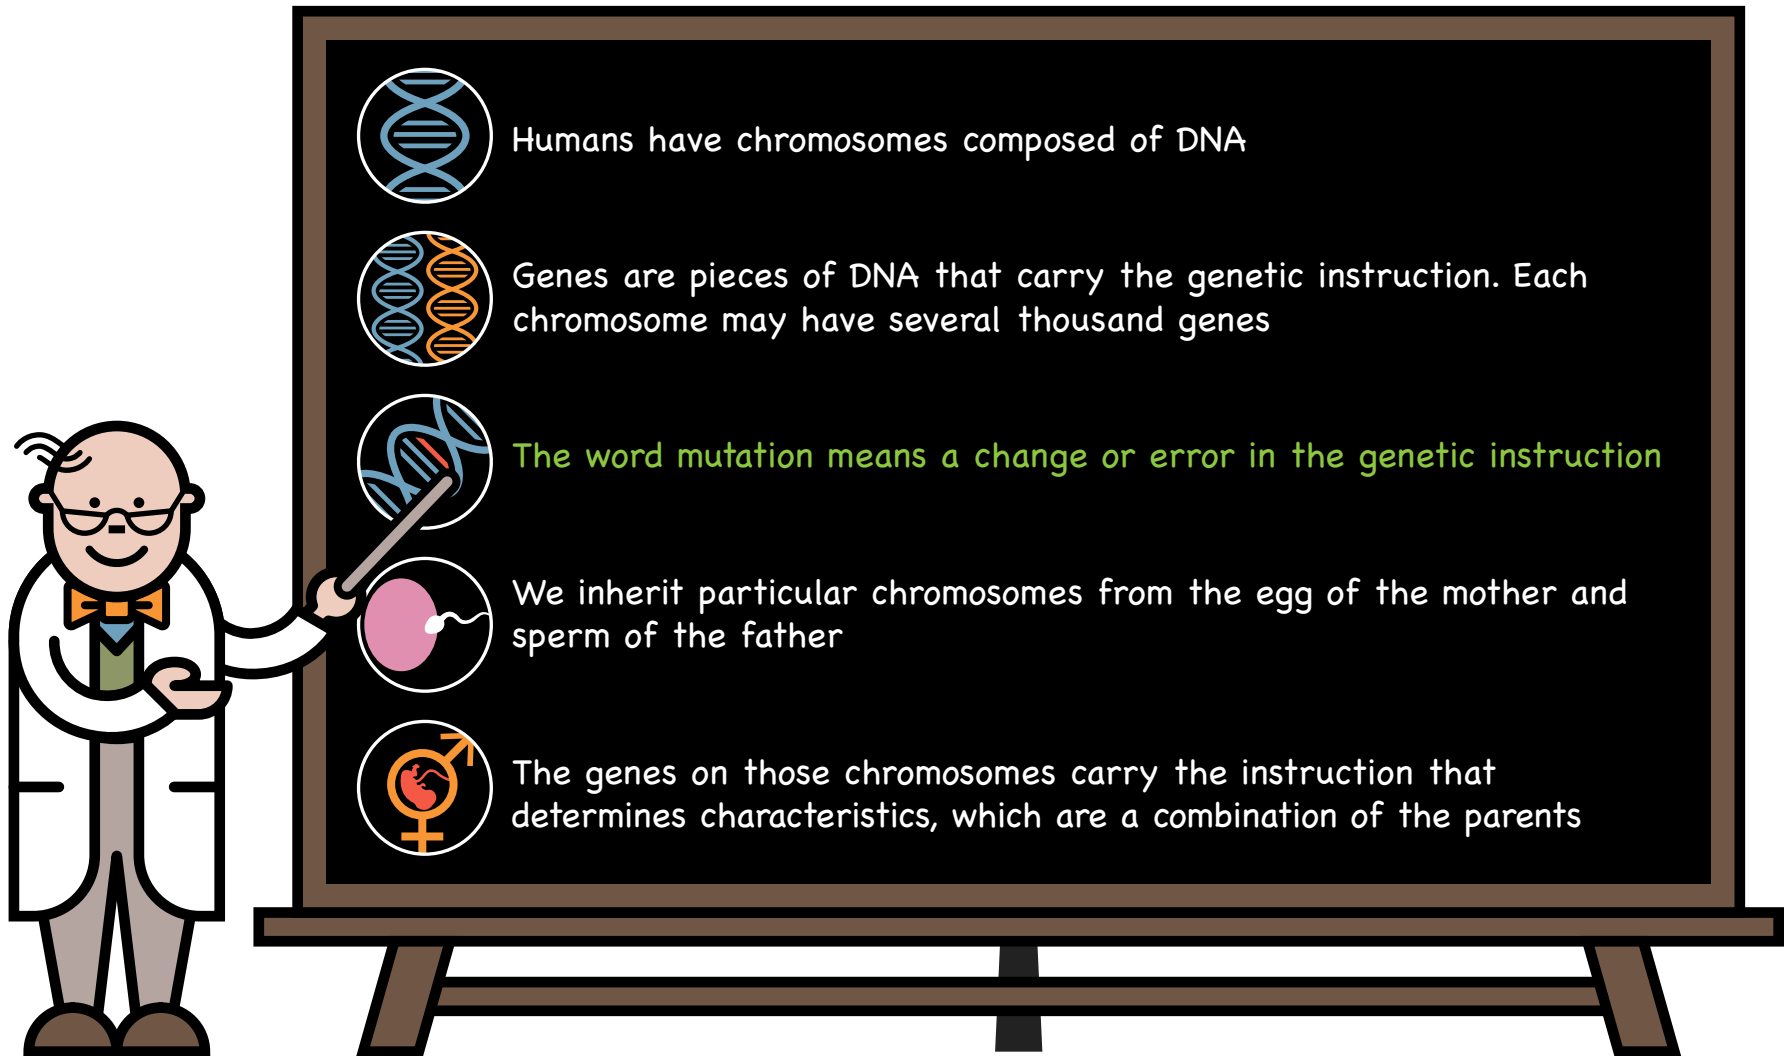 Humans have chromosomes composed of DNA
Genes are pieces of DNA that carry the genetic instruction. Each
chromosome may have several thousand genes
The word mutation means a change or error in the genetic instruction
We inherit particular chromosomes from the egg of the mother and
sperm of the father
The genes on those chromosomes carry the instruction that
determines characteristics, which are a combination of the parents